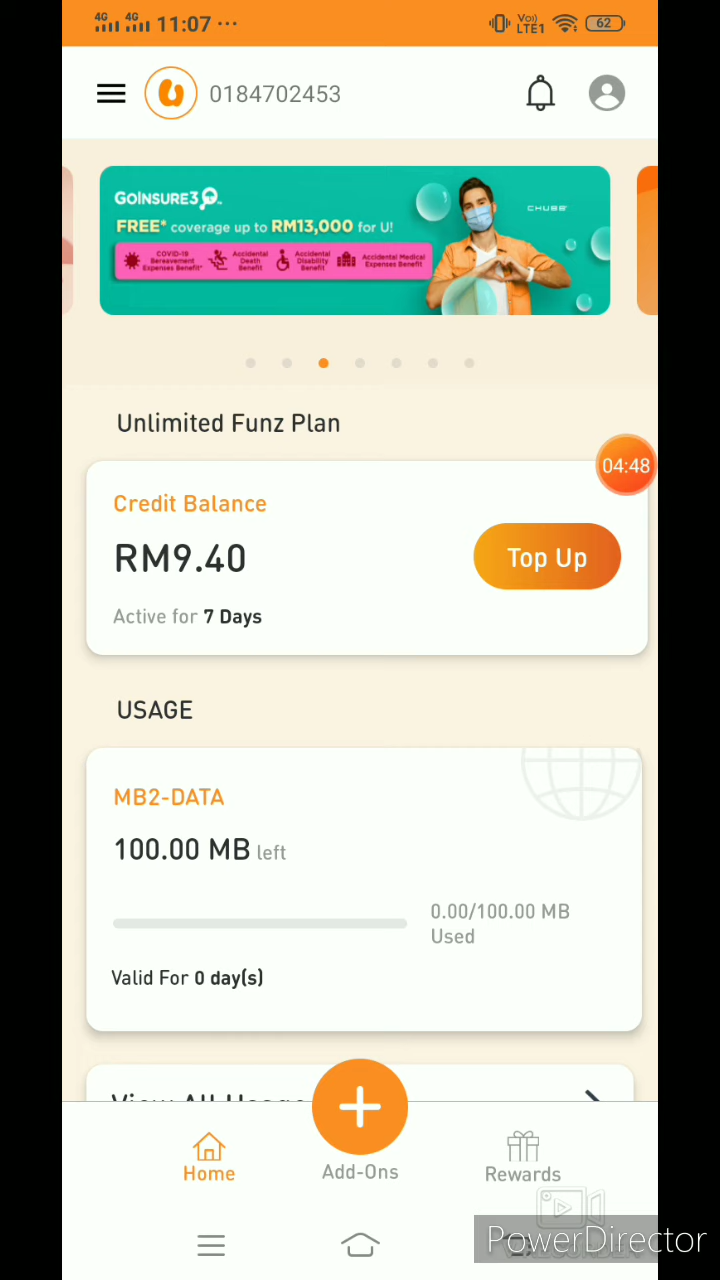 4G 4G 11:07 ··· Vo) LTE1 62
0184702453
GOINSURE3
CHUBB
FREE* coverage up to RM13,000 for U!
COVID-19 Bereavement Expenses Benefit*
Accidental Death Benefit
Accidental Disability Benefit
Accidental Medical Expenses Benefit
Unlimited Funz Plan
04:48
Credit Balance
RM9.40
Top Up
Active for 7 Days
USAGE
MB2-DATA
100.00 MB left
0.00/100.00 MB
Used
Valid For 0 day(s)
View All Usage
Home
Add-Ons
Rewards
PowerDirector